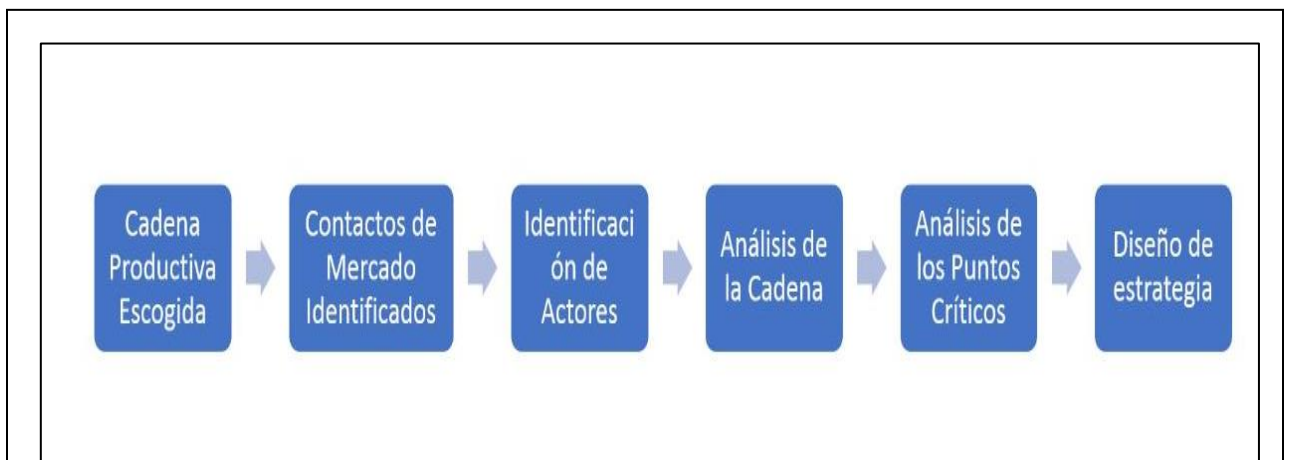 Cadena
Productiva
Escogida
Contactos de
Mercado
Identificados
Identificaci
ón de
Actores
Análisis de
la Cadena
Análisis de
los Puntos
Críticos
Diseño de
estrategia